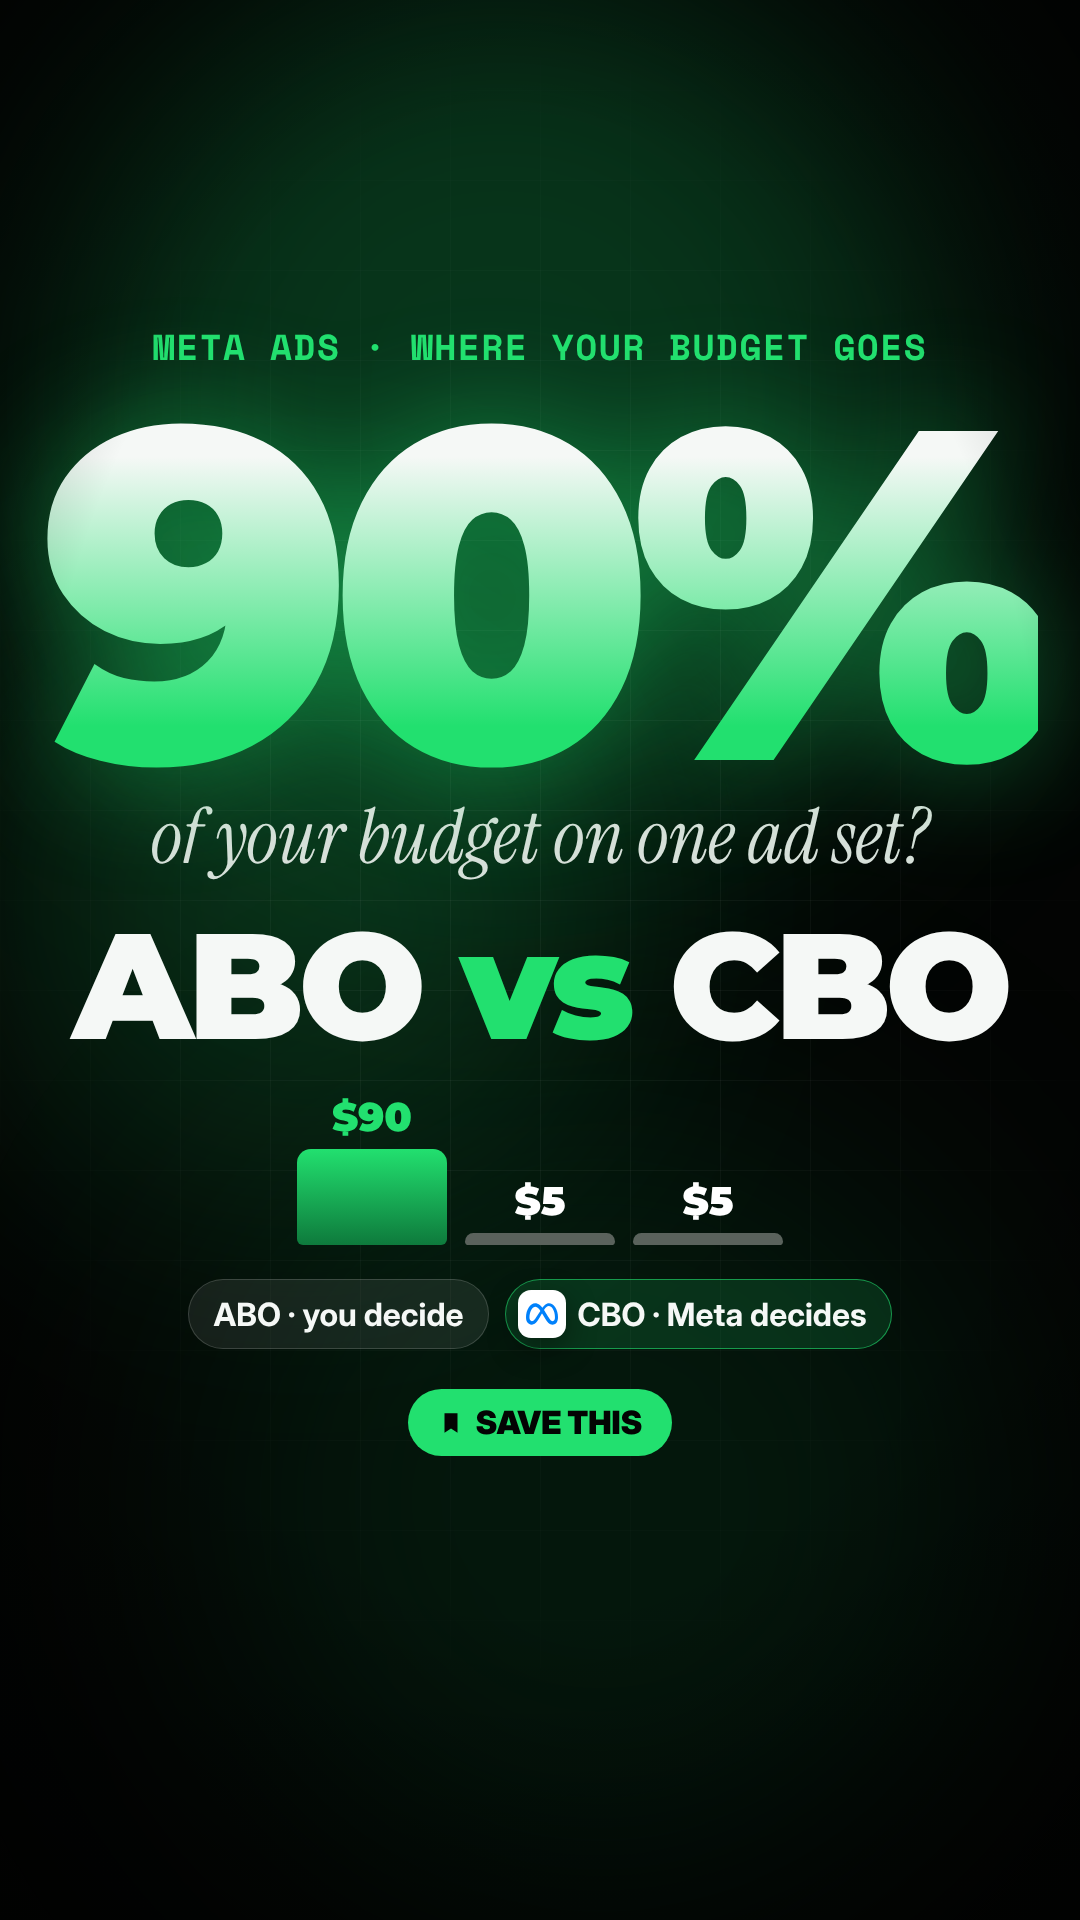 META ADS · WHERE YOUR BUDGET GOES
90%
of your budget on one ad set?
ABO vs CBO
$90
$5 $5
ABO · you decide
CBO · Meta decides
SAVE THIS